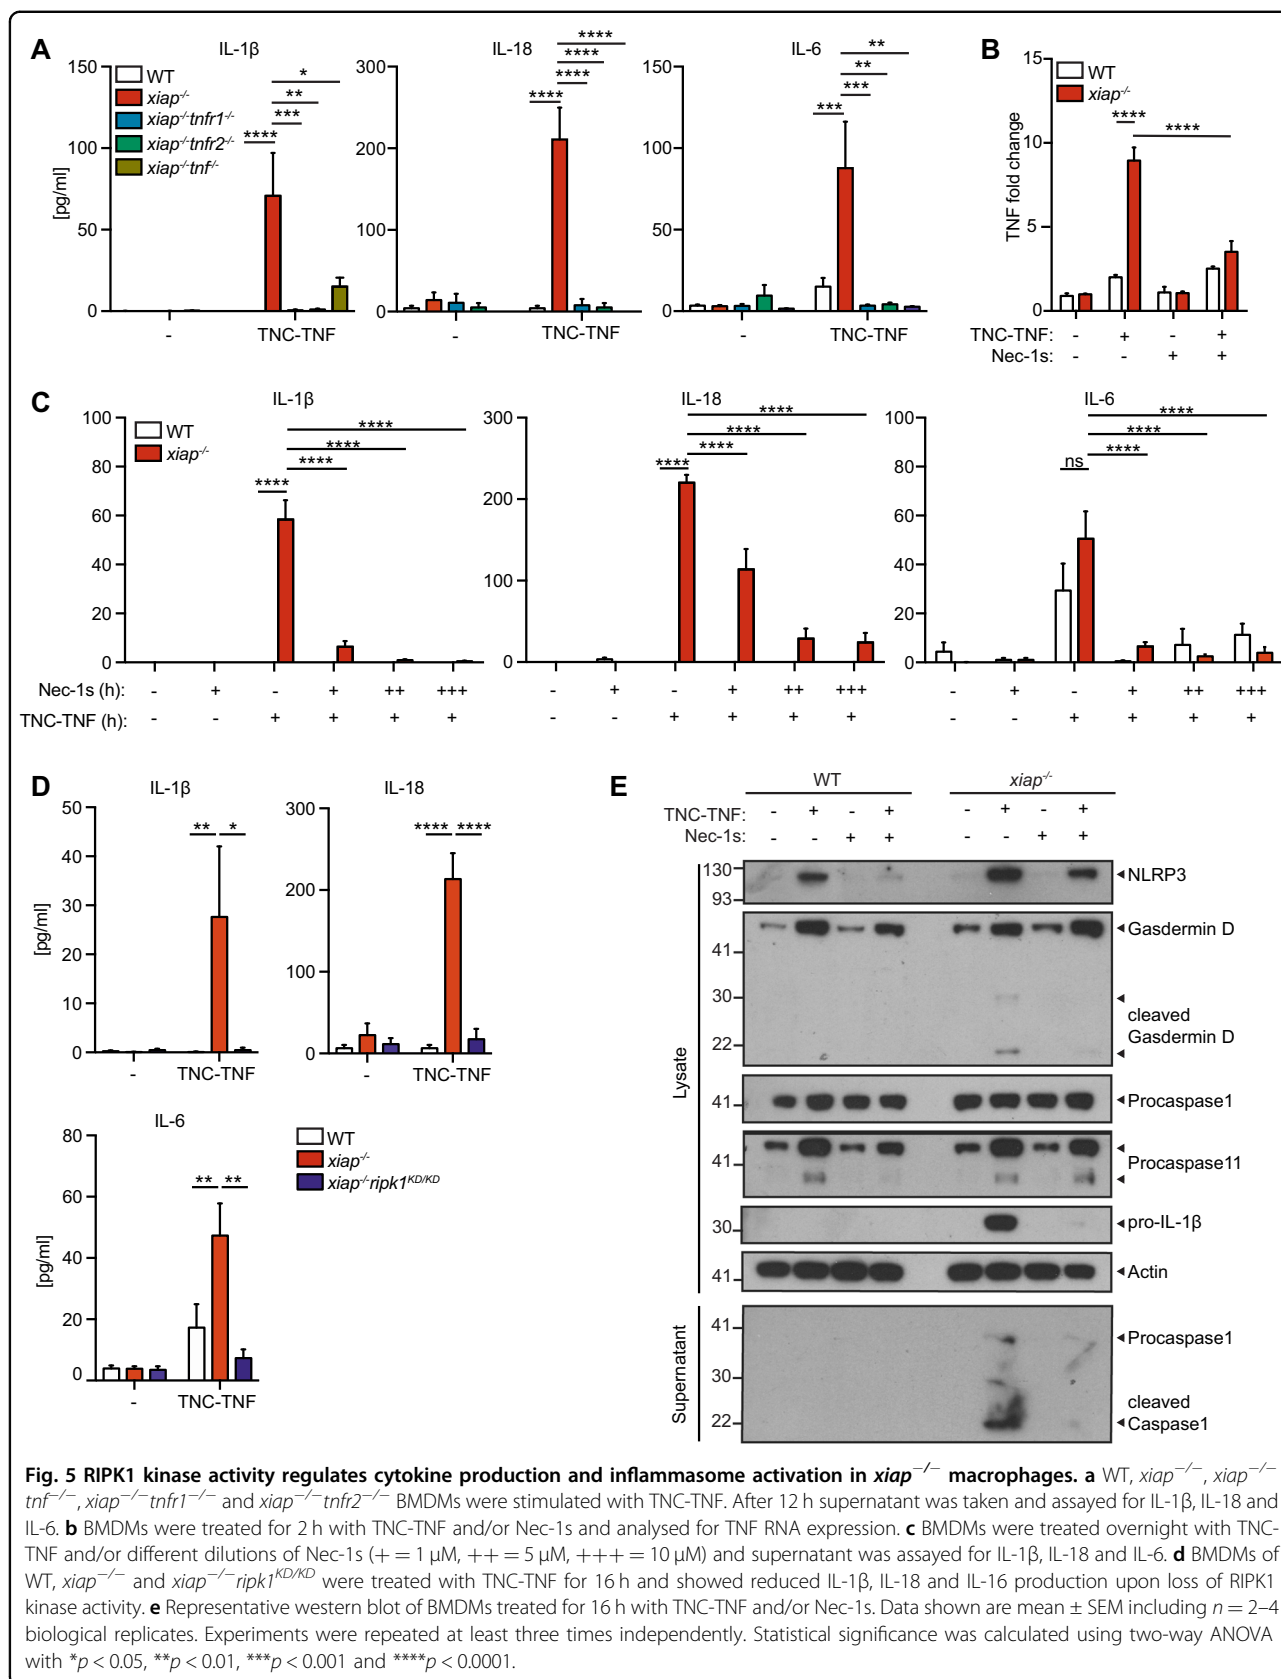 A
IL-1β
WT
xiap-/-
xiap-/-tnfr1-/-
xiap-/-tnfr2-/-
xiap-/-tnf-/-
[pg/ml]
150
100
50
0
* ** *** ****
- TNC-TNF
IL-18
300
200
100
0
**** **** **** ****
- TNC-TNF
IL-6
150
100
50
0
** ** *** ***
- TNC-TNF
B
WT
xiap-/-
TNF fold change
15
10
5
0
**** ****
TNC-TNF: - + - +
Nec-1s: - - + +
C
IL-1β
WT
xiap-/-
100
80
60
40
20
0
**** **** **** ****
Nec-1s (h): - + - + ++ +++
TNC-TNF (h): - - + + + +
IL-18
300
200
100
0
**** **** **** ****
- + - + ++ +++
- - + + + +
IL-6
100
80
60
40
20
0
**** **** **** ns
- + - + ++ +++
- - + + + +
D
IL-1β
[pg/ml]
50
40
30
20
10
0
** *
- TNC-TNF
IL-18
300
200
100
0
**** ****
- TNC-TNF
IL-6
[pg/ml]
80
60
40
20
0
** **
- TNC-TNF
WT
xiap-/-
xiap-/-ripk1KD/KD
E
WT xiap-/-
TNC-TNF: - + - + - + - +
Nec-1s: - - + + - - + +
Lysate
130 NLRP3
93
Gasdermin D
41
30
cleaved
Gasdermin D
22
41 Procaspase1
41 Procaspase11
30 pro-IL-1β
41 Actin
Supernatant
41 Procaspase1
30
cleaved
22 Caspase1
Fig. 5 RIPK1 kinase activity regulates cytokine production and inflammasome activation in xiap−/− macrophages. a WT, xiap−/−, xiap−/−
tnf−/−, xiap−/−tnfr1−/− and xiap−/−tnfr2−/− BMDMs were stimulated with TNC-TNF. After 12 h supernatant was taken and assayed for IL-1β, IL-18 and
IL-6. b BMDMs were treated for 2 h with TNC-TNF and/or Nec-1s and analysed for TNF RNA expression. c BMDMs were treated overnight with TNC-
TNF and/or different dilutions of Nec-1s (+ = 1 μM, ++ = 5 μM, +++ = 10 μM) and supernatant was assayed for IL-1β, IL-18 and IL-6. d BMDMs of
WT, xiap−/− and xiap−/−ripk1KD/KD were treated with TNC-TNF for 16 h and showed reduced IL-1β, IL-18 and IL-16 production upon loss of RIPK1
kinase activity. e Representative western blot of BMDMs treated for 16 h with TNC-TNF and/or Nec-1s. Data shown are mean ± SEM including n = 2–4
biological replicates. Experiments were repeated at least three times independently. Statistical significance was calculated using two-way ANOVA
with *p < 0.05, **p < 0.01, ***p < 0.001 and ****p < 0.0001.